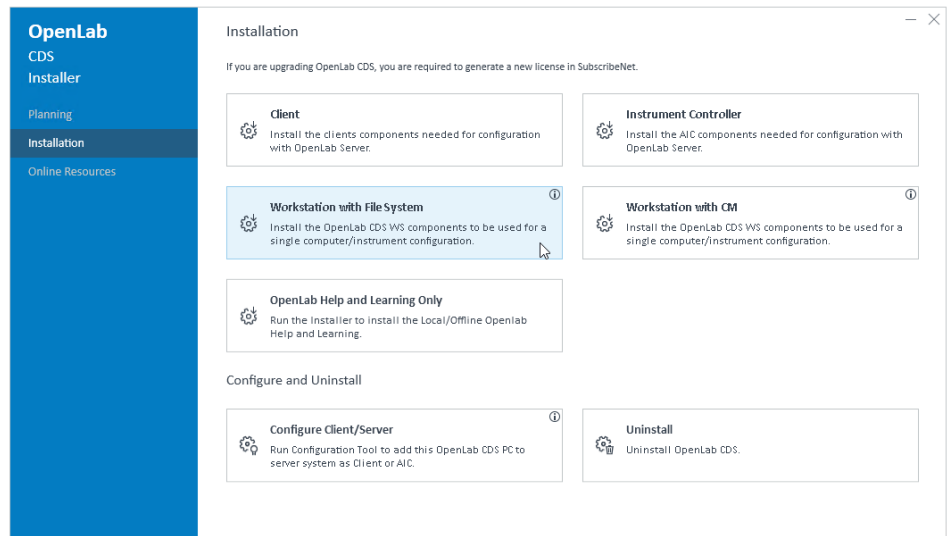 OpenLab
CDS
Installer
Planning
Installation
Online Resources
Installation
If you are upgrading OpenLab CDS, you are required to generate a new license in SubscribeNet.
Client
Install the clients components needed for configuration
with OpenLab Server.
Instrument Controller
Install the AIC components needed for configuration with
OpenLab Server.
Workstation with File System
Install the OpenLab CDS WS components to be used for a
single computer/instrument configuration.
Workstation with CM
Install the OpenLab CDS WS components to be used for a
single computer/instrument configuration.
OpenLab Help and Learning Only
Run the Installer to install the Local/Offline Openlab
Help and Learning.
Configure and Uninstall
Configure Client/Server
Run Configuration Tool to add this OpenLab CDS PC to
server system as Client or AIC.
Uninstall
Uninstall OpenLab CDS.